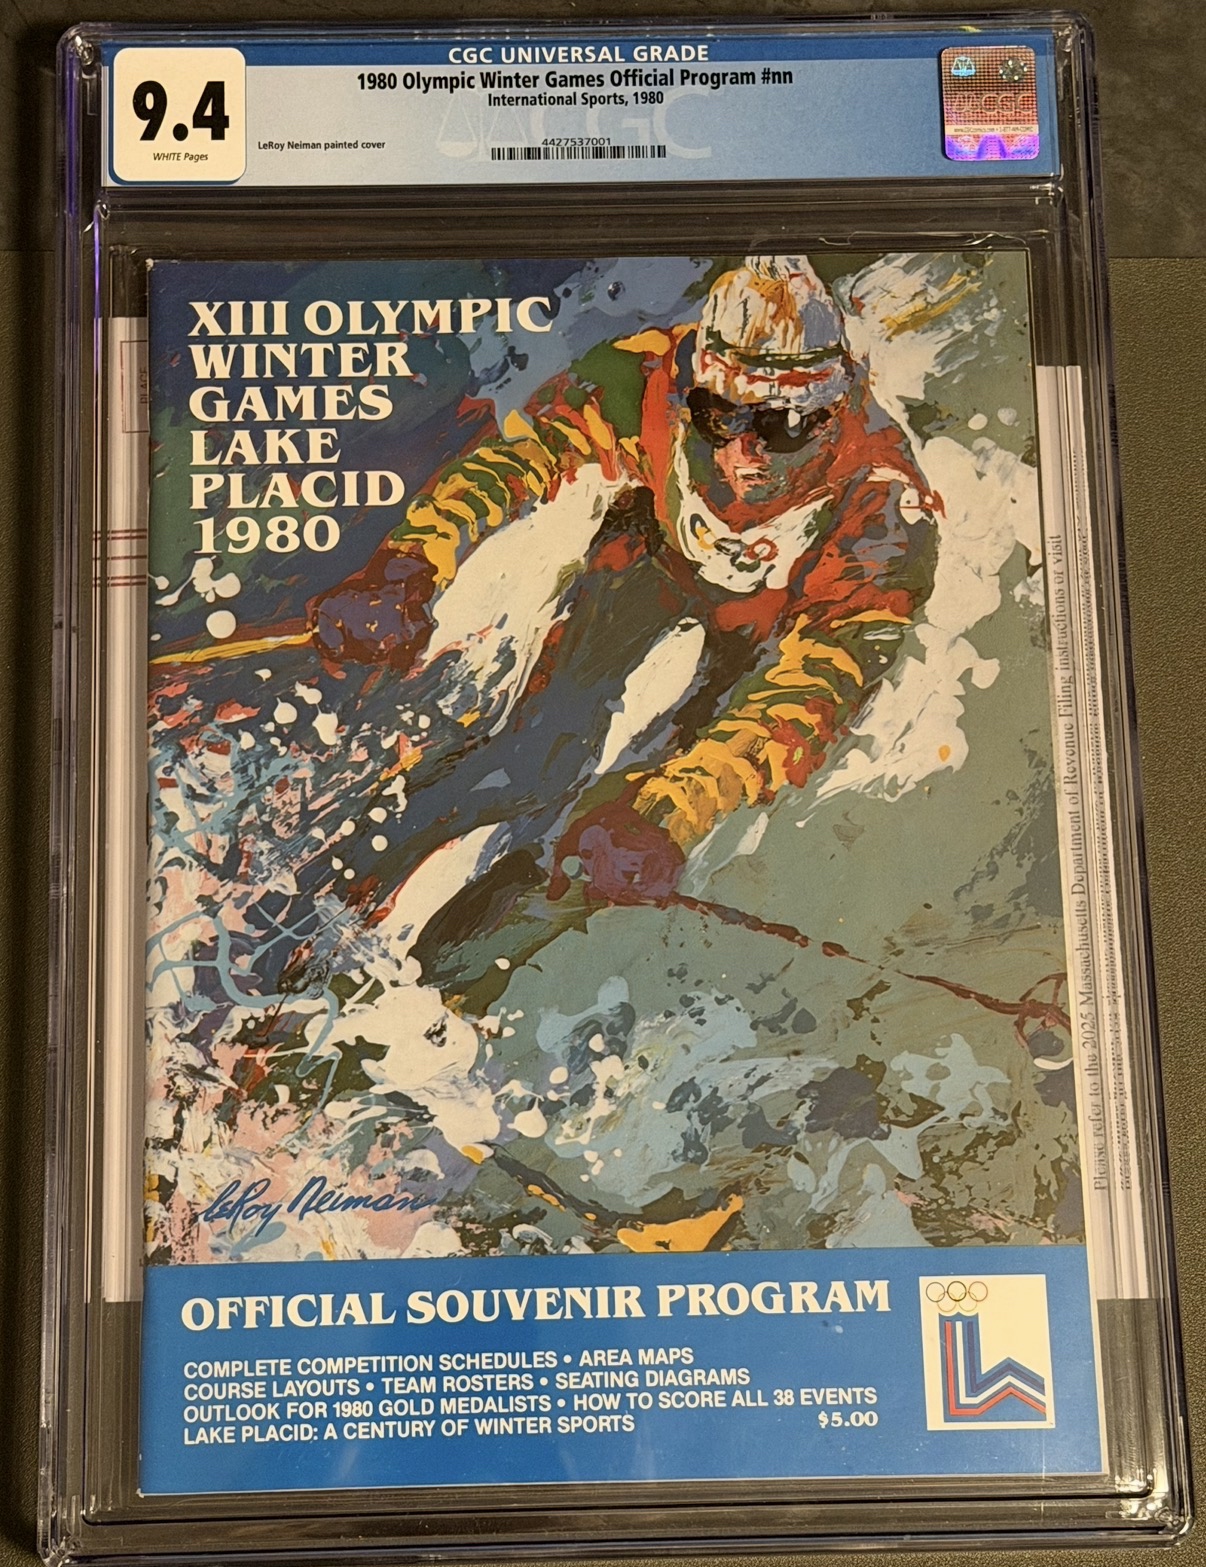 CGC UNIVERSAL GRADE
9.4
WHITE Pages
1980 Olympic Winter Games Official Program #nn
International Sports, 1980
LeRoy Neiman painted cover
4427537001
CGC
XIII OLYMPIC
WINTER
GAMES
LAKE
PLACID
1980
LeRoy Neiman
OFFICIAL SOUVENIR PROGRAM
COMPLETE COMPETITION SCHEDULES • AREA MAPS
COURSE LAYOUTS • TEAM ROSTERS • SEATING DIAGRAMS
OUTLOOK FOR 1980 GOLD MEDALISTS • HOW TO SCORE ALL 38 EVENTS
LAKE PLACID: A CENTURY OF WINTER SPORTS
$5.00
Please refer to the 2025 Massachusetts Department of Revenue Filing instructions or visit